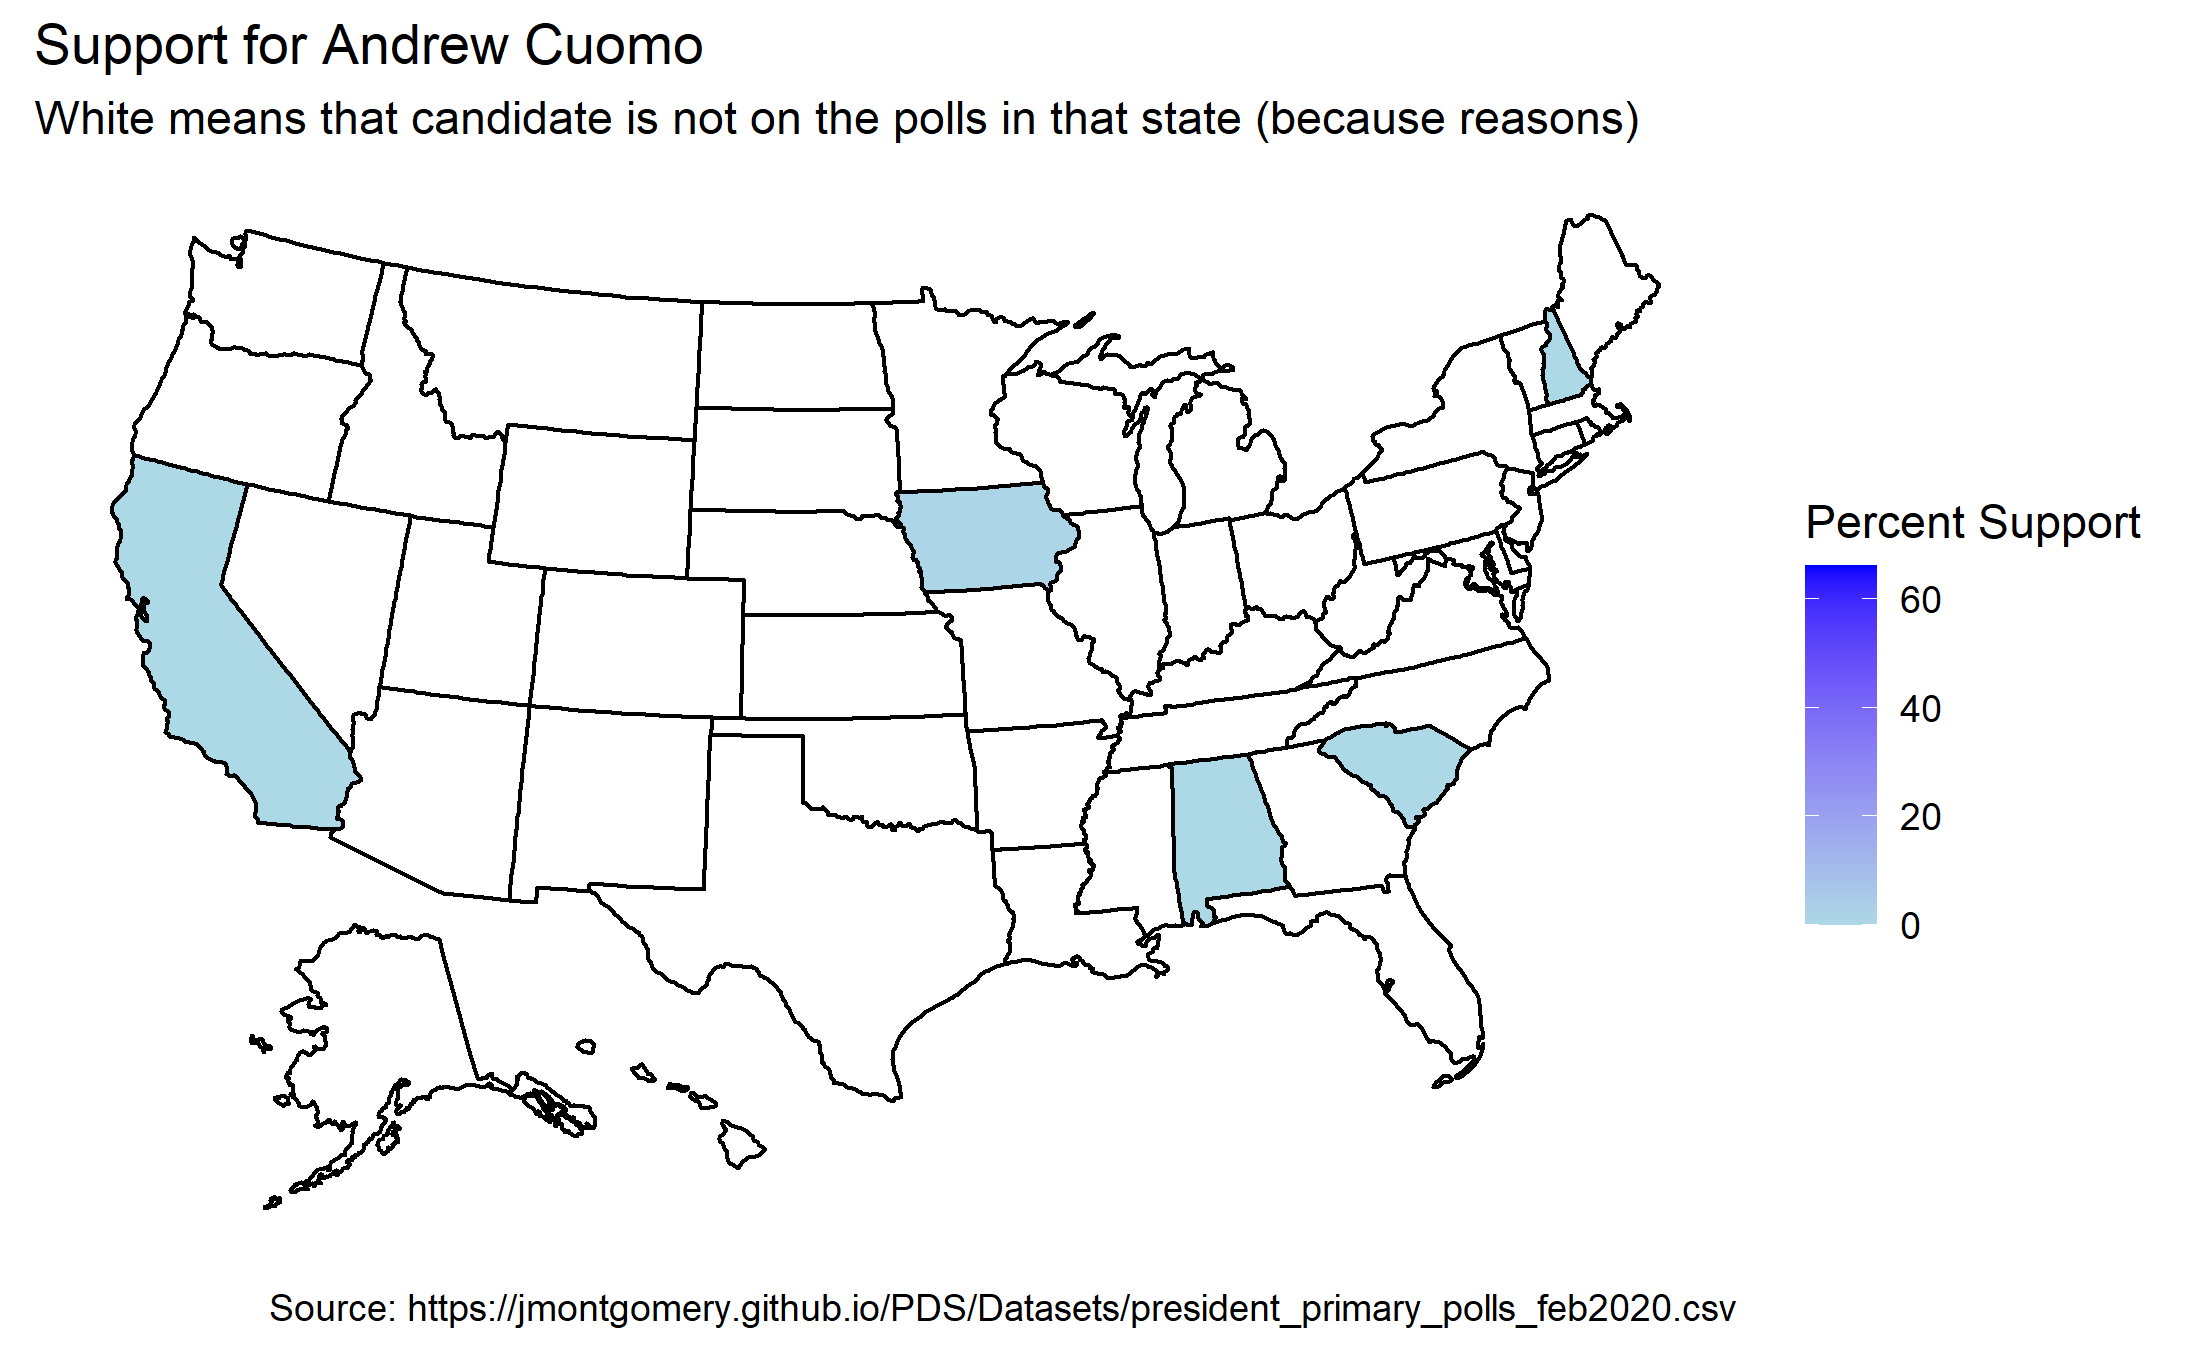 Support for Andrew Cuomo
White means that candidate is not on the polls in that state (because reasons)
Percent Support
60
40
20
0
Source: https://jmontgomery.github.io/PDS/Datasets/president_primary_polls_feb2020.csv